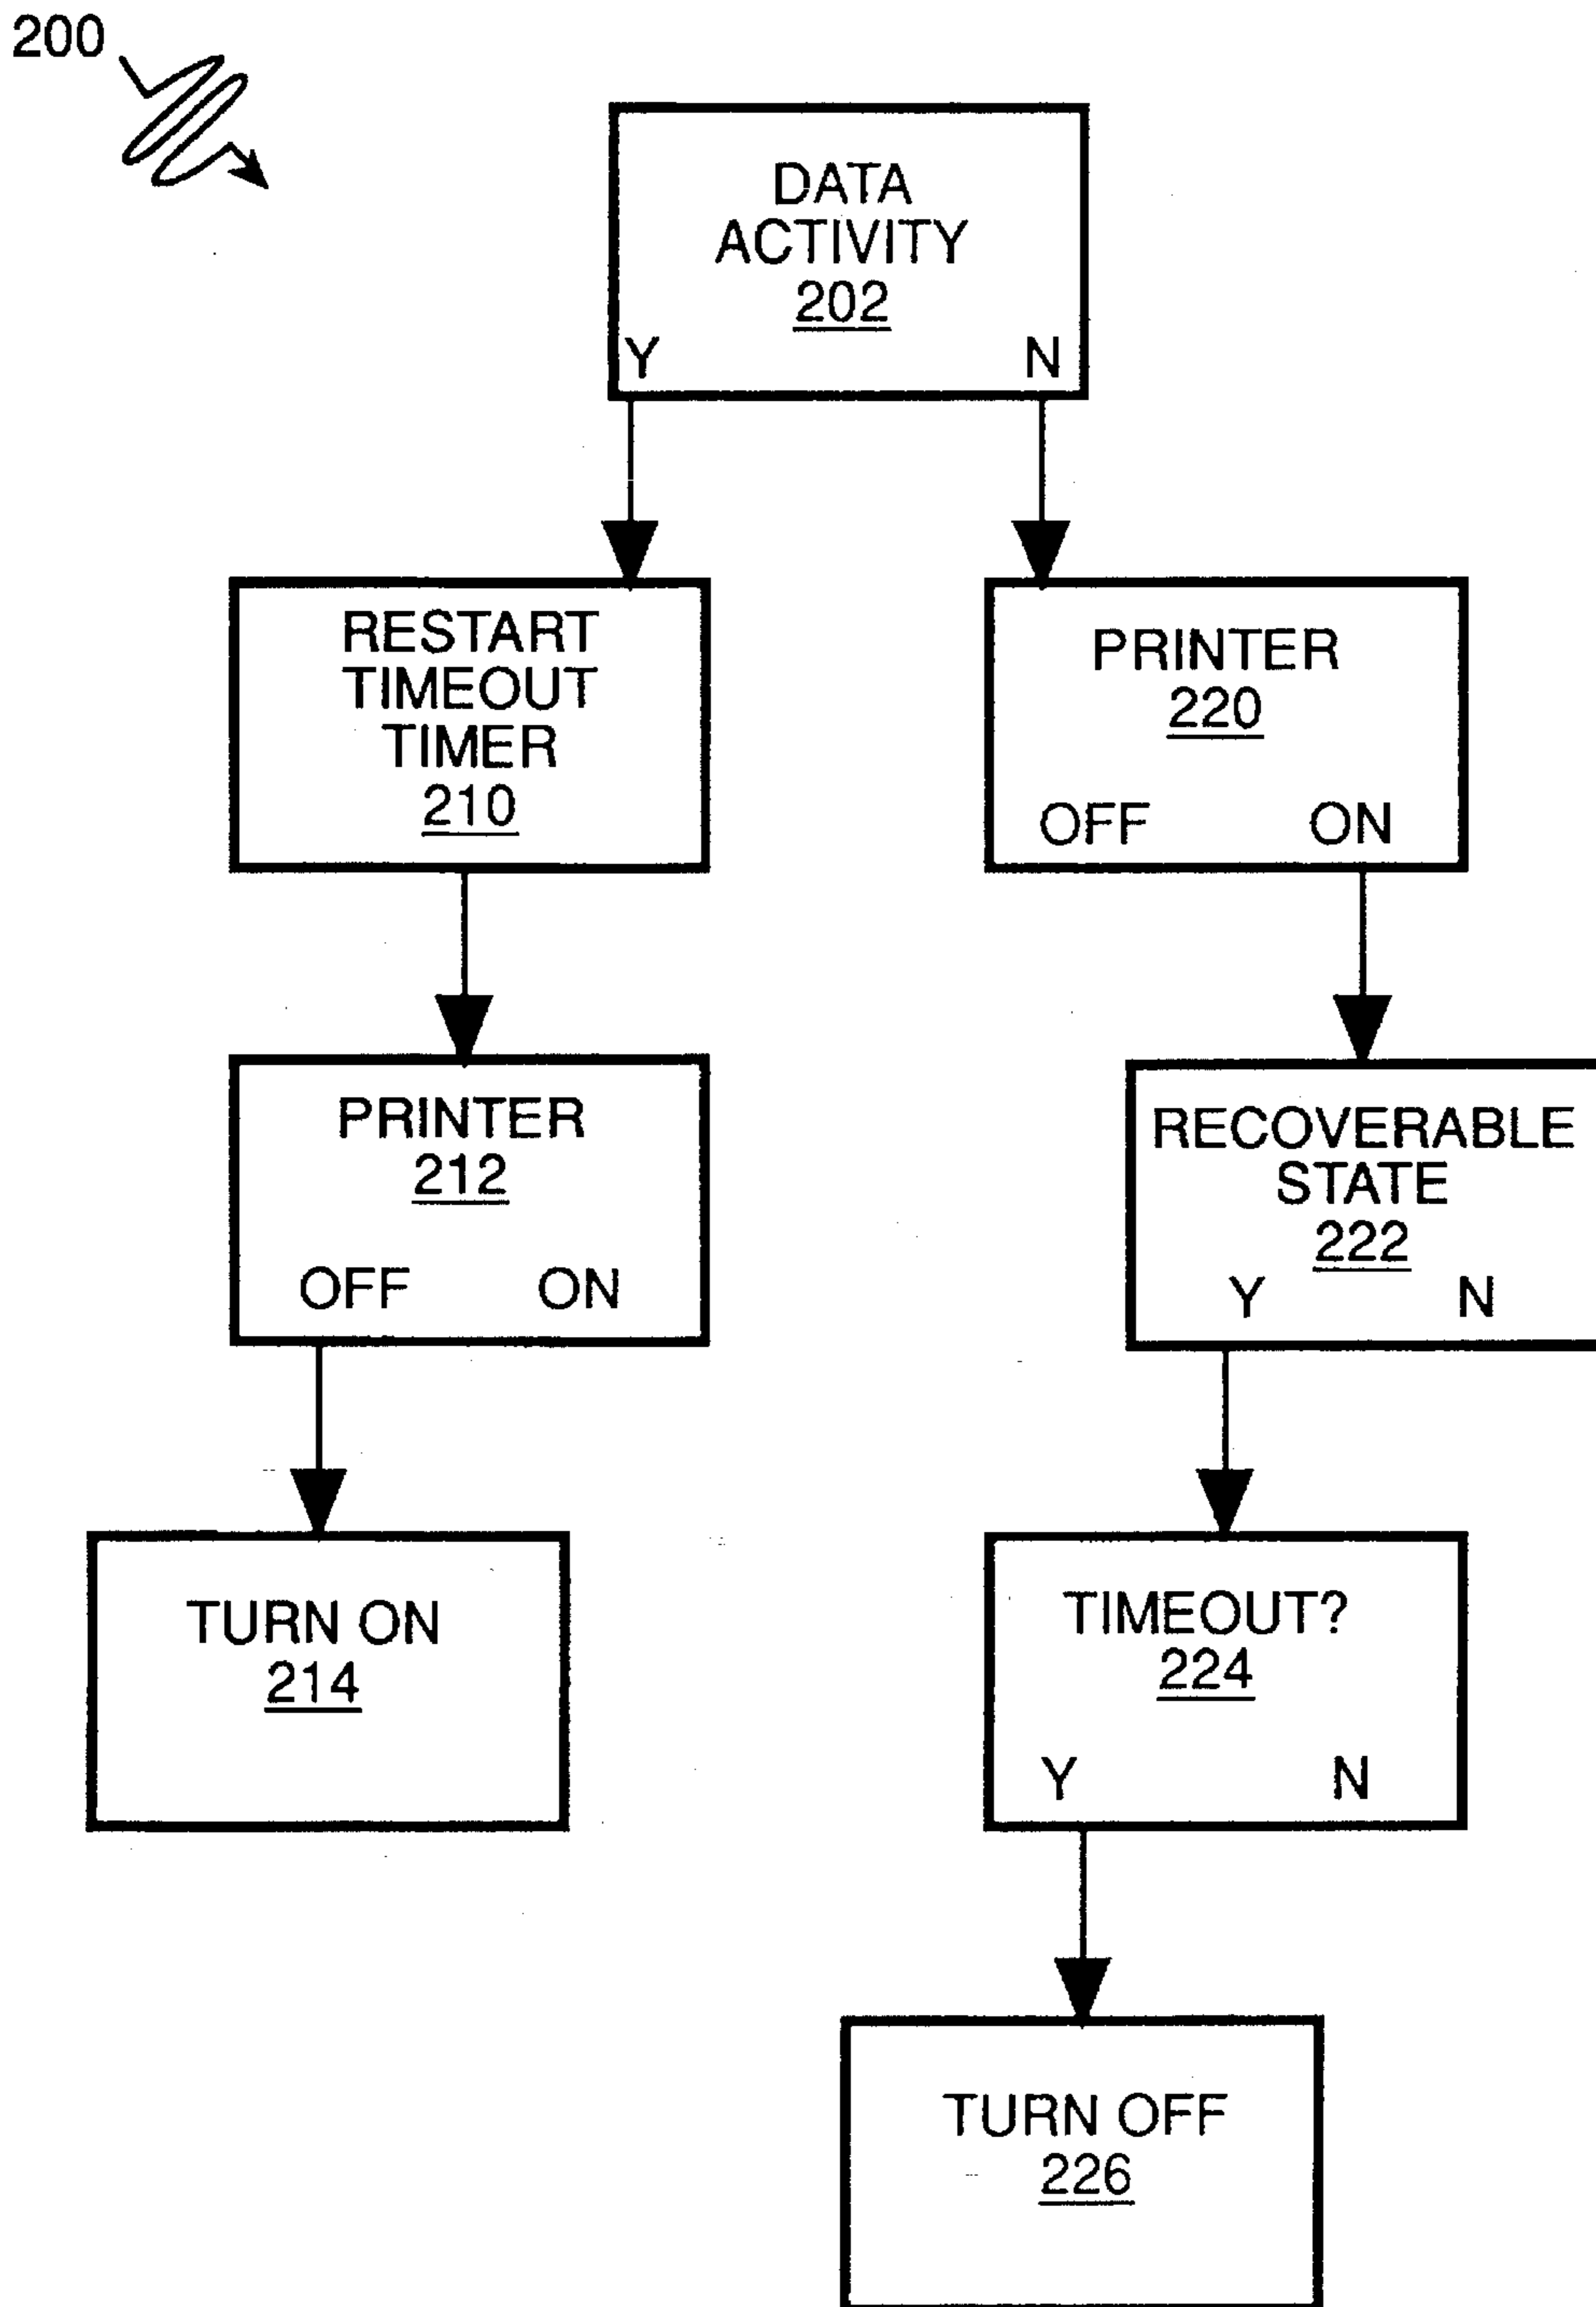 200
DATA
ACTIVITY
202
Y N
RESTART
TIMEOUT
TIMER
210
PRINTER
220
OFF ON
PRINTER
212
OFF ON
RECOVERABLE
STATE
222
Y N
TURN ON
214
TIMEOUT?
224
Y N
TURN OFF
226